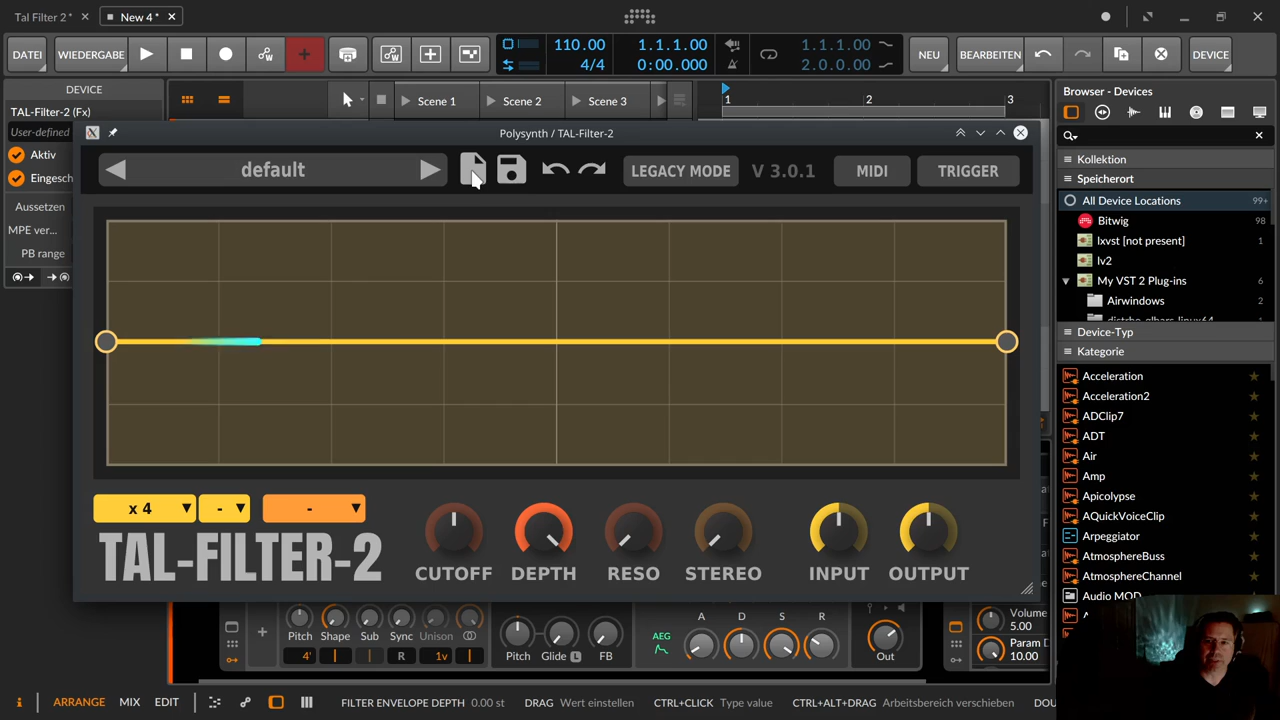 Tal Filter 2 *
New 4 *
DATEI
WIEDERGABE
110.00
4/4
1.1.1.00
0:00.000
1.1.1.00
2.0.0.00
NEU
BEARBEITEN
DEVICE
DEVICE
TAL-Filter-2 (Fx)
User-defined
Aktiv
Eingesch
Aussetzen
MPE ver...
PB range
Scene 1
Scene 2
Scene 3
1
2
3
Polysynth / TAL-Filter-2
default
LEGACY MODE
V 3.0.1
MIDI
TRIGGER
x 4
-
-
TAL-FILTER-2
CUTOFF
DEPTH
RESO
STEREO
INPUT
OUTPUT
Pitch
Shape
Sub
Sync
Unison
4'
R
1v
Pitch
Glide
L
FB
AEG
A
D
S
R
Out
Volume
5.00
Param D
10.00
Browser - Devices
Kollektion
Speicherort
All Device Locations
99+
Bitwig
98
lxvst [not present]
1
lv2
My VST 2 Plug-ins
6
Airwindows
distrho-glbars-linux64
Device-Typ
Kategorie
Acceleration
Acceleration2
ADClip7
ADT
Air
Amp
Apicolypse
AQuickVoiceClip
Arpeggiator
AtmosphereBuss
AtmosphereChannel
Audio MOD
i
ARRANGE
MIX
EDIT
FILTER ENVELOPE DEPTH
0.00 st
DRAG
Wert einstellen
CTRL+CLICK
Type value
CTRL+ALT+DRAG
Arbeitsbereich verschieben
DOU